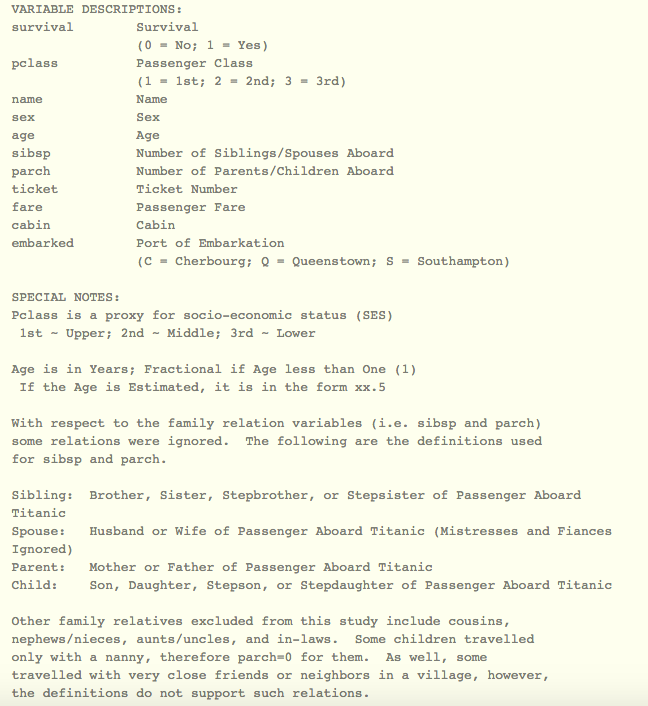 VARIABLE DESCRIPTIONS:
survival        Survival
                (0 = No; 1 = Yes)
pclass          Passenger Class
                (1 = 1st; 2 = 2nd; 3 = 3rd)
name            Name
sex             Sex
age             Age
sibsp           Number of Siblings/Spouses Aboard
parch           Number of Parents/Children Aboard
ticket          Ticket Number
fare            Passenger Fare
cabin           Cabin
embarked        Port of Embarkation
                (C = Cherbourg; Q = Queenstown; S = Southampton)

SPECIAL NOTES:
Pclass is a proxy for socio-economic status (SES)
 1st ~ Upper; 2nd ~ Middle; 3rd ~ Lower

Age is in Years; Fractional if Age less than One (1)
 If the Age is Estimated, it is in the form xx.5

With respect to the family relation variables (i.e. sibsp and parch)
some relations were ignored.  The following are the definitions used
for sibsp and parch.

Sibling:  Brother, Sister, Stepbrother, or Stepsister of Passenger Aboard
Titanic
Spouse:   Husband or Wife of Passenger Aboard Titanic (Mistresses and Fiances
Ignored)
Parent:   Mother or Father of Passenger Aboard Titanic
Child:    Son, Daughter, Stepson, or Stepdaughter of Passenger Aboard Titanic

Other family relatives excluded from this study include cousins,
nephews/nieces, aunts/uncles, and in-laws.  Some children travelled
only with a nanny, therefore parch=0 for them.  As well, some
travelled with very close friends or neighbors in a village, however,
the definitions do not support such relations.